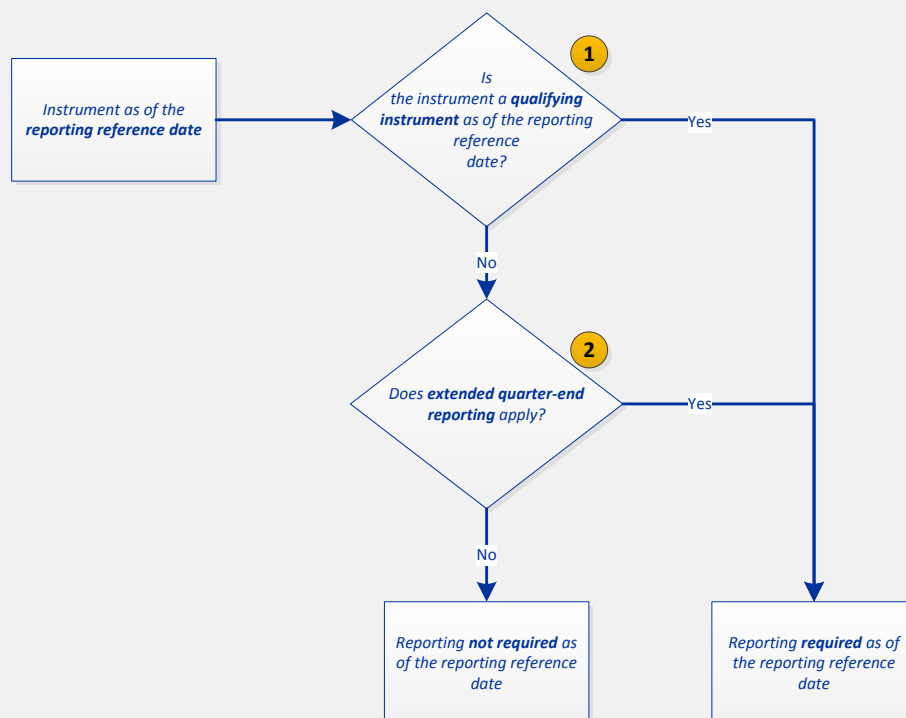 1
Instrument as of the
reporting reference date
Is
the instrument a qualifying
instrument as of the reporting
reference
date?
Yes
No
2
Does extended quarter-end
reporting apply?
Yes
No
Reporting not required as
of the reporting reference
date
Reporting required as of
the reporting reference
date